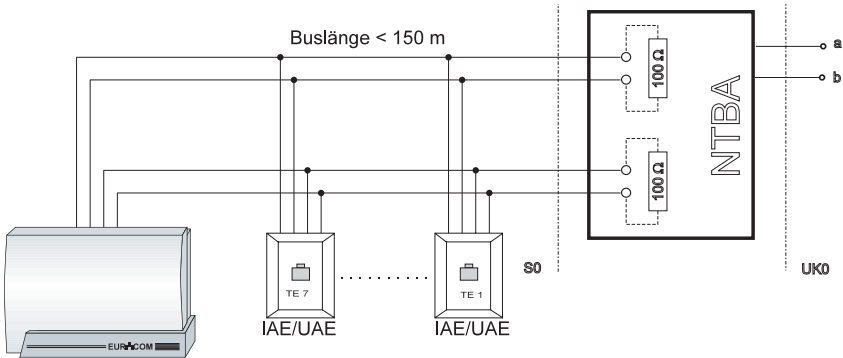 Buslänge < 150 m
100 Ω
100 Ω
NTBA
a
b
S0
UK0
TE 7
TE 1
IAE/UAE
IAE/UAE
EURACOM